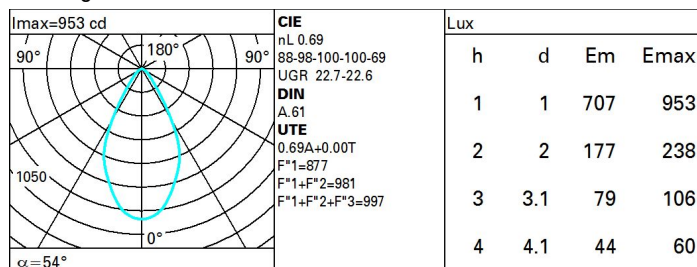 Imax=953 cd
90° 180° 90°
1050
0°
α=54°
CIE
nL 0.69
88-98-100-100-69
UGR 22.7-22.6
DIN
A.61
UTE
0.69A+0.00T
F"1=877
F"1+F"2=981
F"1+F"2+F"3=997
Lux
h d Em Emax
1 1 707 953
2 2 177 238
3 3.1 79 106
4 4.1 44 60